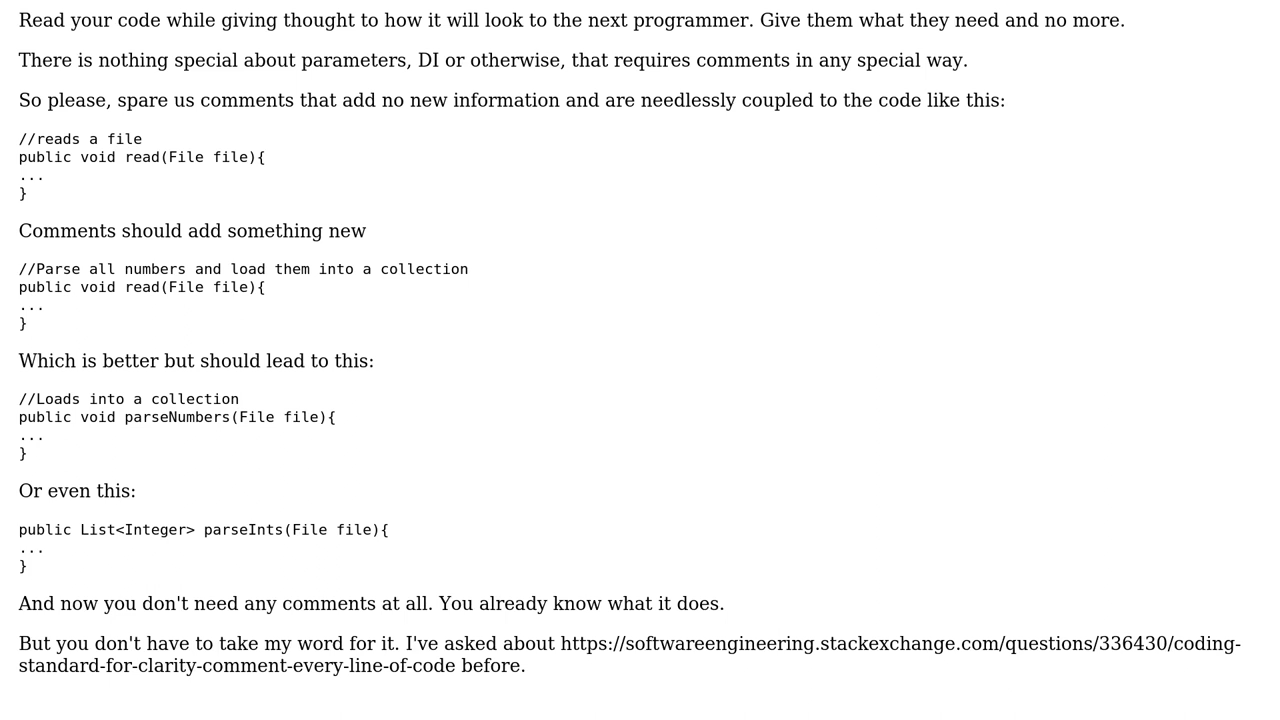 Read your code while giving thought to how it will look to the next programmer. Give them what they need and no more.
There is nothing special about parameters, DI or otherwise, that requires comments in any special way.
So please, spare us comments that add no new information and are needlessly coupled to the code like this:
//reads a file
public void read(File file){
...
}
Comments should add something new
//Parse all numbers and load them into a collection
public void read(File file){
...
}
Which is better but should lead to this:
//Loads into a collection
public void parseNumbers(File file){
...
}
Or even this:
public List<Integer> parseInts(File file){
...
}
And now you don't need any comments at all. You already know what it does.
But you don't have to take my word for it. I've asked about https://softwareengineering.stackexchange.com/questions/336430/coding-
standard-for-clarity-comment-every-line-of-code before.